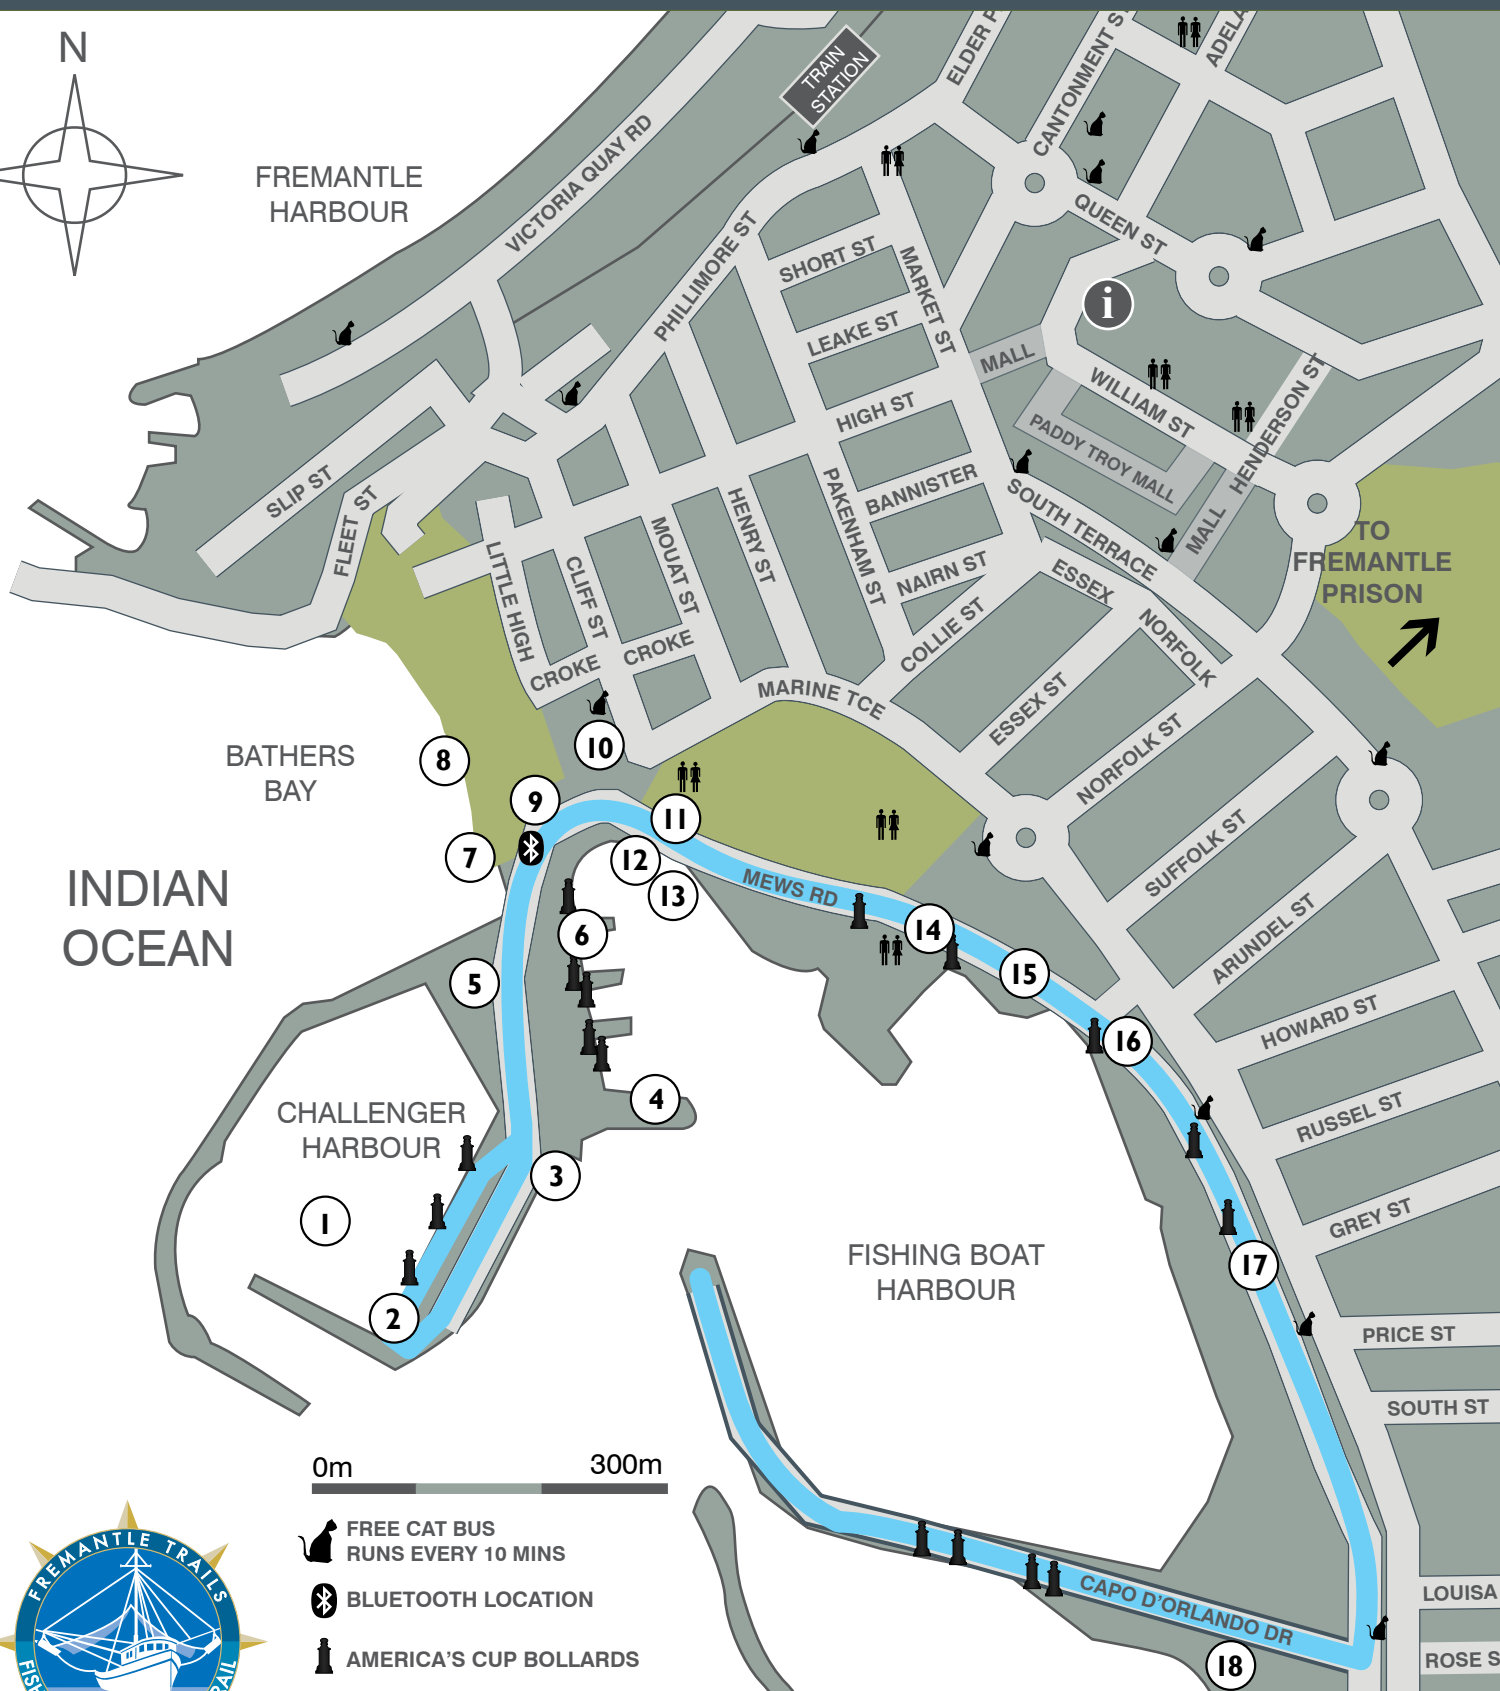 N
TRAIN
STATION
ELDER P
CANTONMENT S
ADELA
FREMANTLE
HARBOUR
VICTORIA QUAY RD
PHILLIMORE ST
SHORT ST
MARKET ST
QUEEN ST
LEAKE ST
MALL
i
WILLIAM ST
HIGH ST
PADDY TROY MALL
HENDERSON ST
MALL
SLIP ST
FLEET ST
BANNISTER
PAKENHAM ST
HENRY ST
MOUAT ST
SOUTH TERRACE
TO
FREMANTLE
PRISON
LITTLE HIGH
CLIFF ST
NAIRN ST
ESSEX
COLLIE ST
NORFOLK
CROKE
CROKE
MARINE TCE
ESSEX ST
NORFOLK ST
BATHERS
BAY
8
10
9
11
7
12
13
MEWS RD
SUFFOLK ST
ARUNDEL ST
INDIAN
OCEAN
6
14
5
15
16
HOWARD ST
4
CHALLENGER
HARBOUR
RUSSEL ST
3
1
GREY ST
FISHING BOAT
HARBOUR
17
2
PRICE ST
SOUTH ST
0m
300m
FREE CAT BUS
RUNS EVERY 10 MINS
BLUETOOTH LOCATION
AMERICA'S CUP BOLLARDS
CAPO D'ORLANDO DR
LOUISA
18
ROSE S
FREMANTLE TRAILS
FIS
AIL